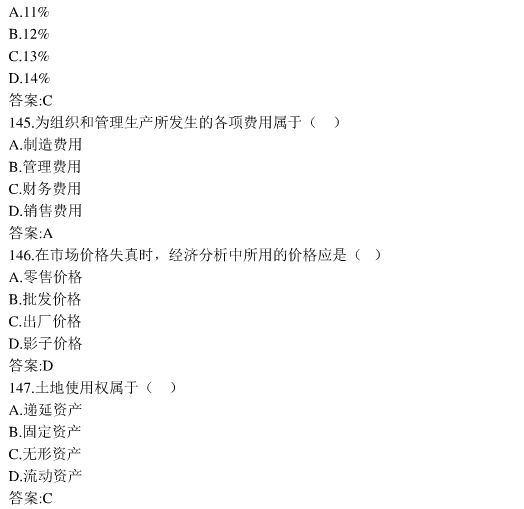 A.11%
B.12%
C.13%
D.14%
答案:C
145.为组织和管理生产所发生的各项费用属于（　）
A.制造费用
B.管理费用
C.财务费用
D.销售费用
答案:A
146.在市场价格失真时，经济分析中所用的价格应是（　）
A.零售价格
B.批发价格
C.出厂价格
D.影子价格
答案:D
147.土地使用权属于（　）
A.递延资产
B.固定资产
C.无形资产
D.流动资产
答案:C